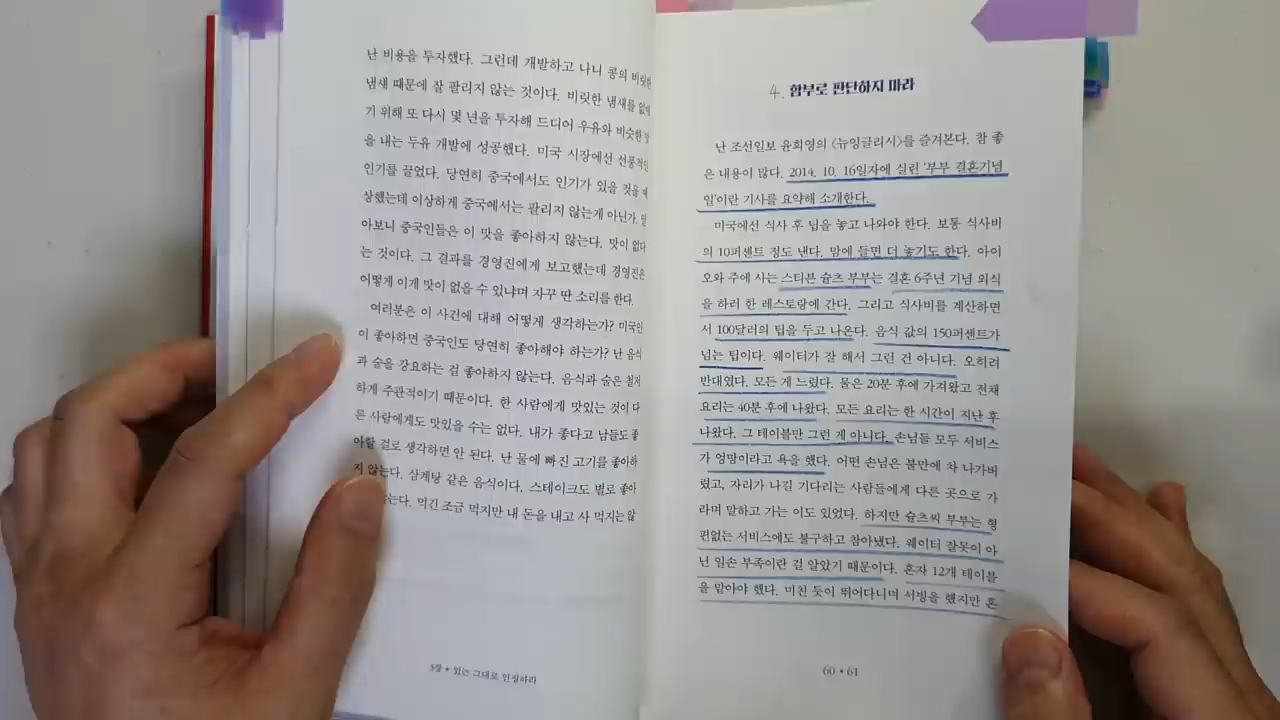 난 비용을 투자했다. 그런데 개발하고 나니 콩의 비릿한
냄새 때문에 잘 팔리지 않는 것이다. 비릿한 냄새를
기 위해 또 다시 몇 년을 투자해 드디어 우유와 비슷한 맛
을 내는 두유 개발에 성공했다. 미국 시장에선 선풍적인
인기를 끌었다. 당연히 중국에서도 인기가 있을 것을
상했는데 이상하게 중국에서는 팔리지 않는게 아닌가.
아보니 중국인들은 이 맛을 좋아하지 않는다. 맛이 없다
는 것이다. 그 결과를 경영진에게 보고했는데 경영진은
어떻게 이게 맛이 없을 수 있냐며 자꾸 딴 소리를 한다.
여러분은 이 사건에 대해 어떻게 생각하는가? 미국인
이 좋아하면 중국인도 당연히 좋아해야 하는가? 난 음식
과 술을 강요하는 걸 좋아하지 않는다. 음식과 술은 철저
하게 주관적이기 때문이다. 한 사람에게 맛있는 것이 다
른 사람에게도 맛있을 수는 없다. 내가 좋다고 남들도 좋
아할 걸로 생각하면 안 된다. 난 물에 빠진 고기를 좋아하
지 않는다. 삼계탕 같은 음식이다. 스테이크도 별로 좋아
는다. 먹긴 조금 먹지만 내 돈을 내고 사 먹지는 않
5장 • 있는 그대로 인정하라
4. 함부로 판단하지 마라
난 조선일보 윤희영의 《뉴잉글리시》를 즐겨본다. 참 좋
은 내용이 많다. 2014. 10. 16일자에 실린 '부부 결혼기념
일'이란 기사를 요약해 소개한다.
미국에선 식사 후 팁을 놓고 나와야 한다. 보통 식사비
의 10퍼센트 정도 낸다. 맘에 들면 더 놓기도 한다. 아이
오와 주에 사는 스티븐 슐츠 부부는 결혼 6주년 기념 외식
을 하러 한 레스토랑에 간다. 그리고 식사비를 계산하면
서 100달러의 팁을 두고 나온다. 음식 값의 150퍼센트가
넘는 팁이다. 웨이터가 잘 해서 그런 건 아니다. 오히려
반대였다. 모든 게 느렸다. 물은 20분 후에 가져왔고 전채
요리는 40분 후에 나왔다. 모든 요리는 한 시간이 지난 후
나왔다. 그 테이블만 그런 게 아니다. 손님들 모두 서비스
가 엉망이라고 욕을 했다. 어떤 손님은 불만에 차 나가버
렸고, 자리가 나길 기다리는 사람들에게 다른 곳으로 가
라며 말하고 가는 이도 있었다. 하지만 슐츠씨 부부는 형
편없는 서비스에도 불구하고 참아냈다. 웨이터 잘못이 아
닌 일손 부족이란 걸 알았기 때문이다. 혼자 12개 테이블
을 맡아야 했다. 미친 듯이 뛰어다니며 서빙을 했지만 혼
60 • 61